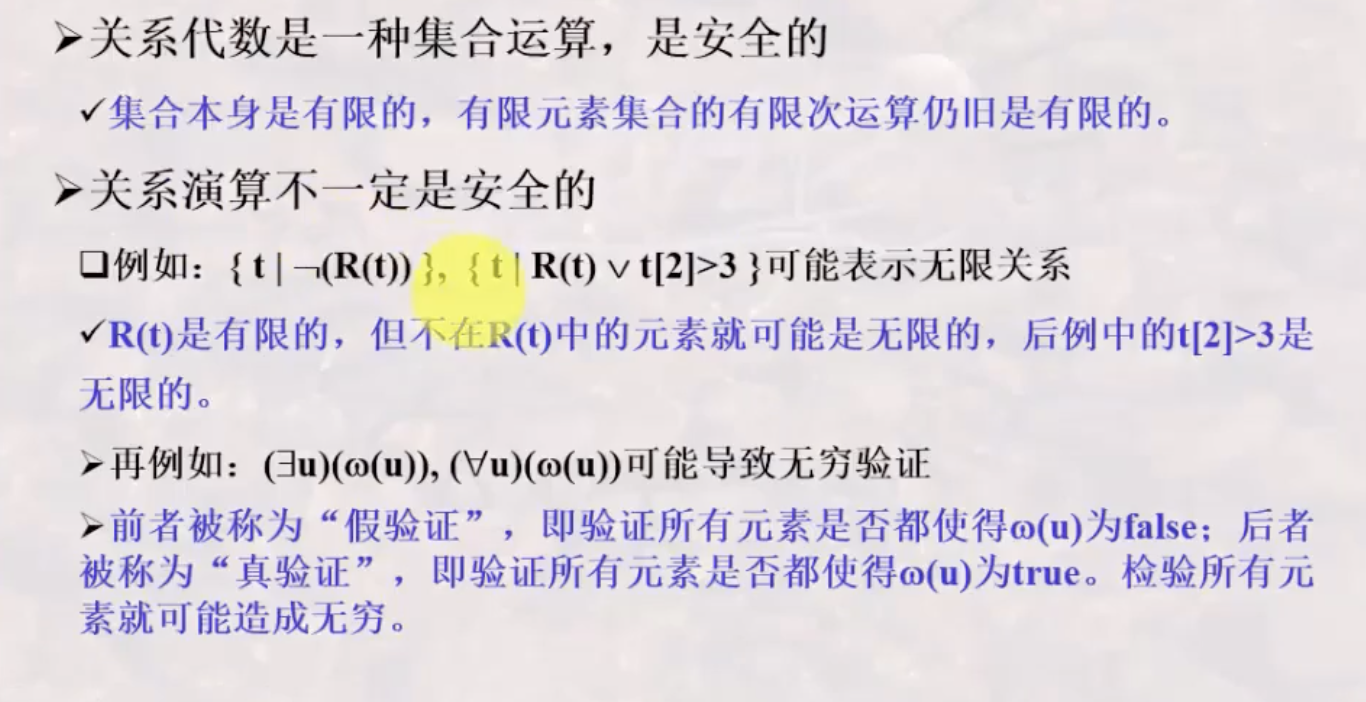 ➢关系代数是一种集合运算，是安全的
✓集合本身是有限的，有限元素集合的有限次运算仍旧是有限的。
➢关系演算不一定是安全的
❑例如：{ t | ¬(R(t)) }, { t | R(t) ∨ t[2]>3 }可能表示无限关系
✓R(t)是有限的，但不在R(t)中的元素就可能是无限的，后例中的t[2]>3是
无限的。
➢再例如：(∃u)(ω(u)), (∀u)(ω(u))可能导致无穷验证
➢前者被称为“假验证”，即验证所有元素是否都使得ω(u)为false；后者
被称为“真验证”，即验证所有元素是否都使得ω(u)为true。检验所有元
素就可能造成无穷。